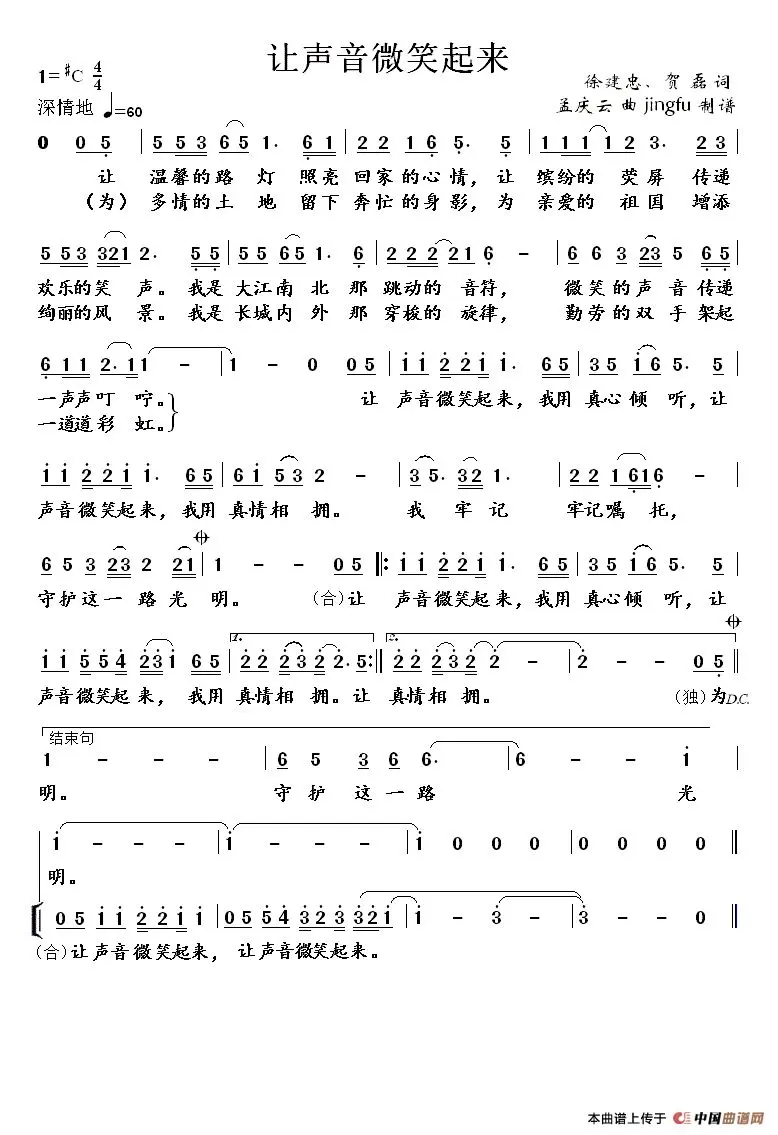 让声音微笑起来
1=#C 4/4
徐建忠、贺 磊 词
深情地 ♩=60
孟庆云 曲 jingfu 制谱
0 0 5 | 5 5 3 6 5 1· 6 1 | 2 2 1 6 5· 5 | 1 1 1 1 2 3· 2 3 |
让 温馨的路 灯 照亮 回家的心情，让 缤纷的 荧屏 传递
（为）多情的土 地 留下 奔忙的身影，为 亲爱的 祖国 增添
5 5 3 3 2 1 2· 5 5 | 5 5 6 5 1· 6 | 2 2 2 2 2 1 6 - | 6 6 3 2 3 5 6 5 |
欢乐的笑 声。我是 大江南 北 那 跳动的 音符， 微笑的声 音 传递
绚丽的风 景。我是 长城内 外 那 穿梭的 旋律， 勤劳的双 手 架起
6 1 1 2· 1 1 - | 1 - 0 0 5 | 1 1 2 2 1 1· 6 5 | 3 5 1 6 5· 5 |
一声声叮 咛。 让 声音微笑起来，我用 真心倾 听，让
一道道彩 虹。
1 1 2 2 1 1· 6 5 | 6 1 5 3 2 - | 3 5· 3 2 1· | 2 2 1 6 1 6 - |
声音微笑起来，我用 真情相 拥。 我 牢记 牢记嘱 托，
6 5 3 2 3 2 2 1 | 1 - - 0 5 ‖: 1 1 2 2 1 1· 6 5 | 3 5 1 6 5· 5 |
守护这一路光 明。 （合）让 声音微笑起来，我用真心倾 听，让
1. 2.
1 1 5 5 4 2 3 1 6 5 | 2 2 2 3 2 2· 5 :‖ 2 2 2 3 2 2 - | 2 - - 0 5 ‖
声音微笑起来， 我用 真情相 拥。让 真情相 拥。 （独）为D.C.
结束句
1 - - - | 6 5 3 6 6· | 6 - - 1 |
明。 守 护 这 一 路 光
1 - - - | 1 - - - | 1 0 0 0 | 0 0 0 0 ‖
明。
0 5 1 1 2 2 1 1 | 0 5 5 4 3 2 3 3 2 1 | 1 - 3 - | 3 - - 0 ‖
（合）让声音微笑起来， 让声音微笑起来。
本曲谱上传于 中国曲谱网